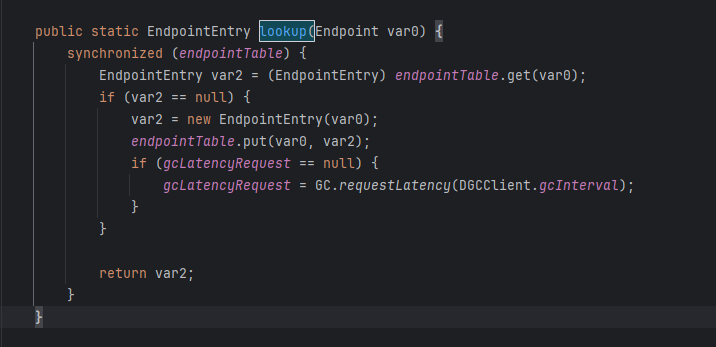 public static EndpointEntry lookup(Endpoint var0) {
    synchronized (endpointTable) {
        EndpointEntry var2 = (EndpointEntry) endpointTable.get(var0);
        if (var2 == null) {
            var2 = new EndpointEntry(var0);
            endpointTable.put(var0, var2);
            if (gcLatencyRequest == null) {
                gcLatencyRequest = GC.requestLatency(DGCClient.gcInterval);
            }
        }

        return var2;
    }
}